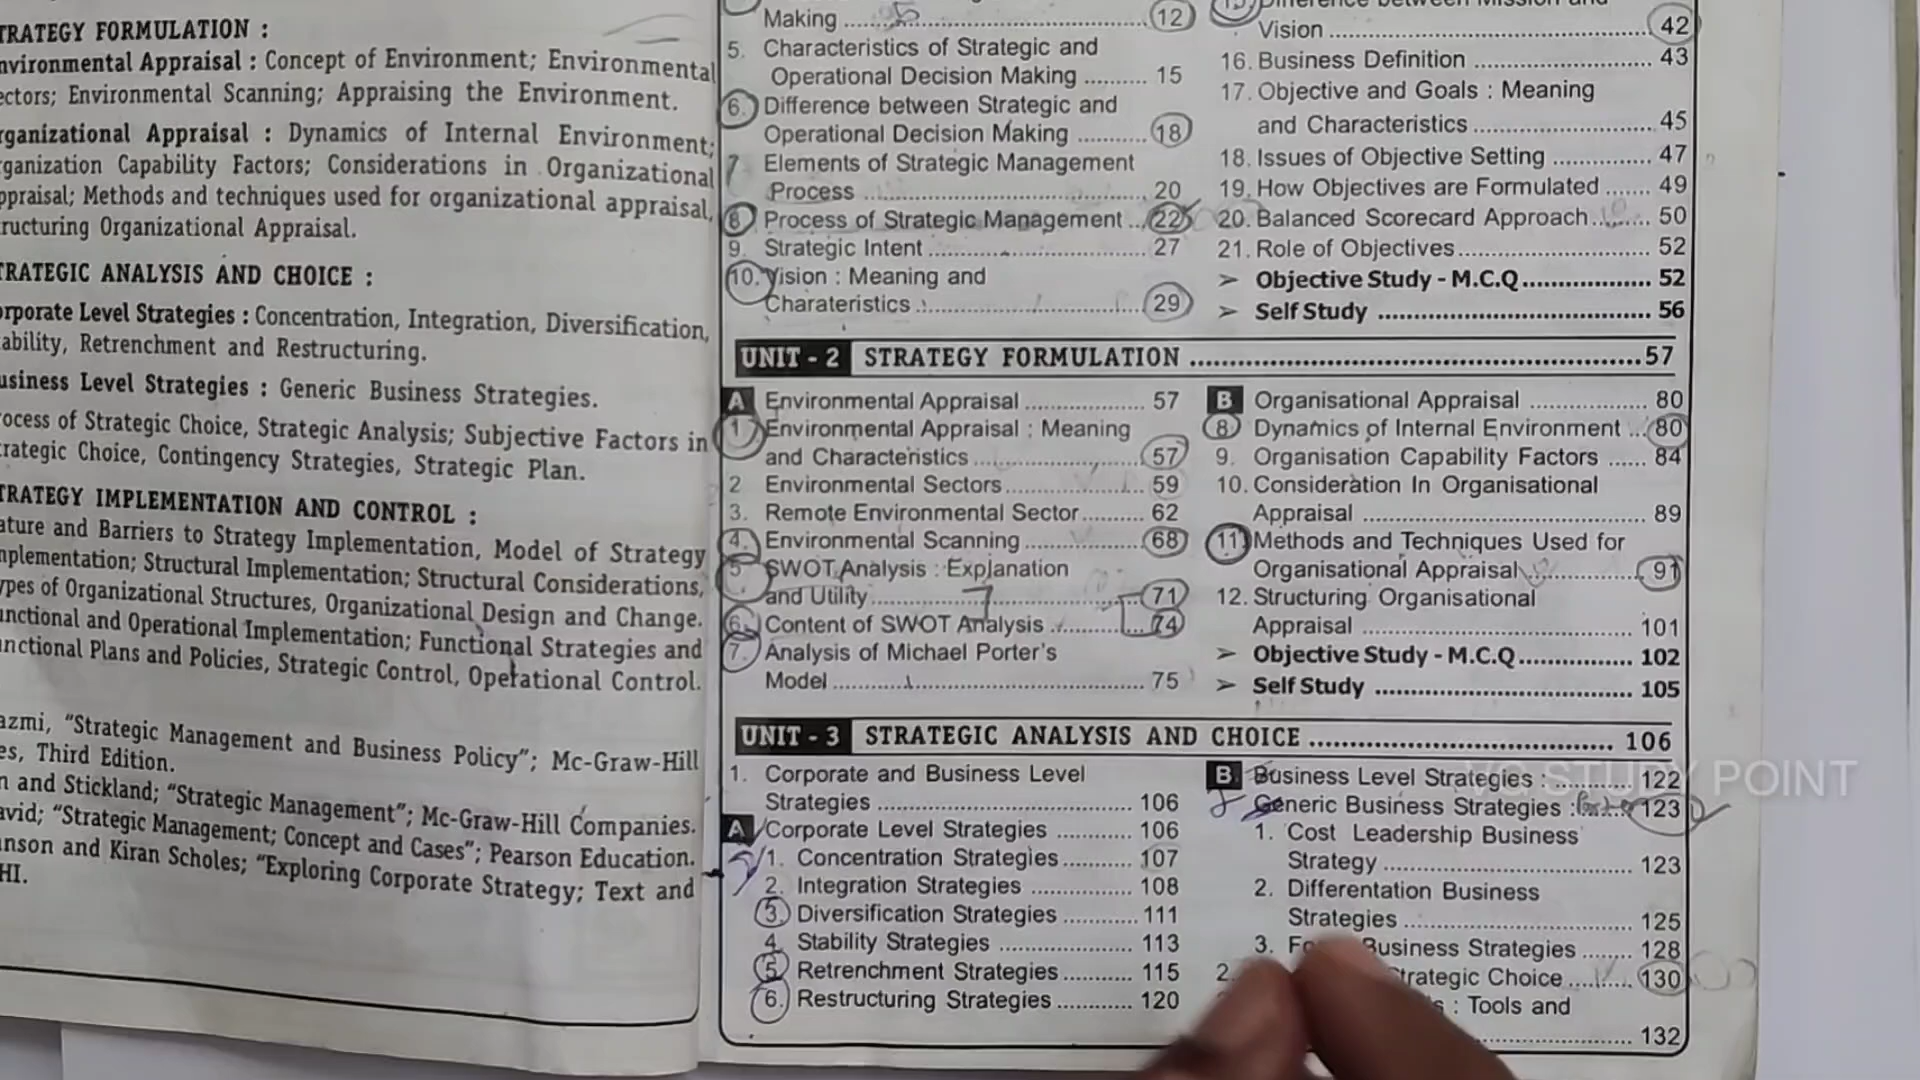 TRATEGY FORMULATION :
nvironmental Appraisal : Concept of Environment; Environmental
ectors; Environmental Scanning; Appraising the Environment.
rganizational Appraisal : Dynamics of Internal Environment;
ganization Capability Factors; Considerations in Organizational
ppraisal; Methods and techniques used for organizational appraisal,
ructuring Organizational Appraisal.
TRATEGIC ANALYSIS AND CHOICE :
orporate Level Strategies : Concentration, Integration, Diversification,
ability, Retrenchment and Restructuring.
usiness Level Strategies : Generic Business Strategies.
ocess of Strategic Choice, Strategic Analysis; Subjective Factors in
trategic Choice, Contingency Strategies, Strategic Plan.
TRATEGY IMPLEMENTATION AND CONTROL :
ature and Barriers to Strategy Implementation, Model of Strategy
mplementation; Structural Implementation; Structural Considerations,
ypes of Organizational Structures, Organizational Design and Change.
unctional and Operational Implementation; Functional Strategies and
unctional Plans and Policies, Strategic Control, Operational Control.
azmi, “Strategic Management and Business Policy”; Mc-Graw-Hill
es, Third Edition.
n and Stickland; “Strategic Management”; Mc-Graw-Hill Companies.
avid; “Strategic Management; Concept and Cases”; Pearson Education.
nson and Kiran Scholes; “Exploring Corporate Strategy; Text and
HI.
Making ........ 12
5. Characteristics of Strategic and
Operational Decision Making .......... 15
6. Difference between Strategic and
Operational Decision Making ........... 18
7 Elements of Strategic Management
Process ........ 20
8 Process of Strategic Management ... 22
9. Strategic Intent ........ 27
10. Vision : Meaning and
Charateristics ........ 29
Difference between Mission and
Vision ........ 42
16. Business Definition ........ 43
17. Objective and Goals : Meaning
and Characteristics ........ 45
18. Issues of Objective Setting ........ 47
19. How Objectives are Formulated ....... 49
20. Balanced Scorecard Approach ........ 50
21. Role of Objectives ........ 52
➢ Objective Study - M.C.Q ........ 52
➢ Self Study ........ 56
UNIT - 2 STRATEGY FORMULATION ........ 57
A Environmental Appraisal ........ 57
1. Environmental Appraisal : Meaning
and Characteristics ........ 57
2 Environmental Sectors ........ 59
3. Remote Environmental Sector .......... 62
4. Environmental Scanning ........ 68
5. SWOT Analysis : Explanation
and Utility ........ 71
6. Content of SWOT Analysis ........ 74
7. Analysis of Michael Porter's
Model ........ 75
B Organisational Appraisal ........ 80
8 Dynamics of Internal Environment ... 80
9. Organisation Capability Factors ...... 84
10. Consideration In Organisational
Appraisal ........ 89
11. Methods and Techniques Used for
Organisational Appraisal ........ 91
12. Structuring Organisational
Appraisal ........ 101
➢ Objective Study - M.C.Q ........ 102
➢ Self Study ........ 105
UNIT - 3 STRATEGIC ANALYSIS AND CHOICE ........ 106
1. Corporate and Business Level
Strategies ........ 106
A Corporate Level Strategies ........ 106
1. Concentration Strategies ........ 107
2. Integration Strategies ........ 108
3. Diversification Strategies ........ 111
4. Stability Strategies ........ 113
5. Retrenchment Strategies ........ 115
6. Restructuring Strategies ........ 120
B Business Level Strategies : ........ 122
Generic Business Strategies : 123
1. Cost Leadership Business
Strategy ........ 123
2. Differentation Business
Strategies ........ 125
3. Business Strategies ........ 128
2. trategic Choice ........ 130
: Tools and
........ 132
VG STUDY POINT